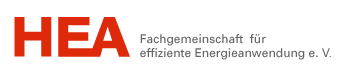 HEA
Fachgemeinschaft für
effiziente Energieanwendung e. V.